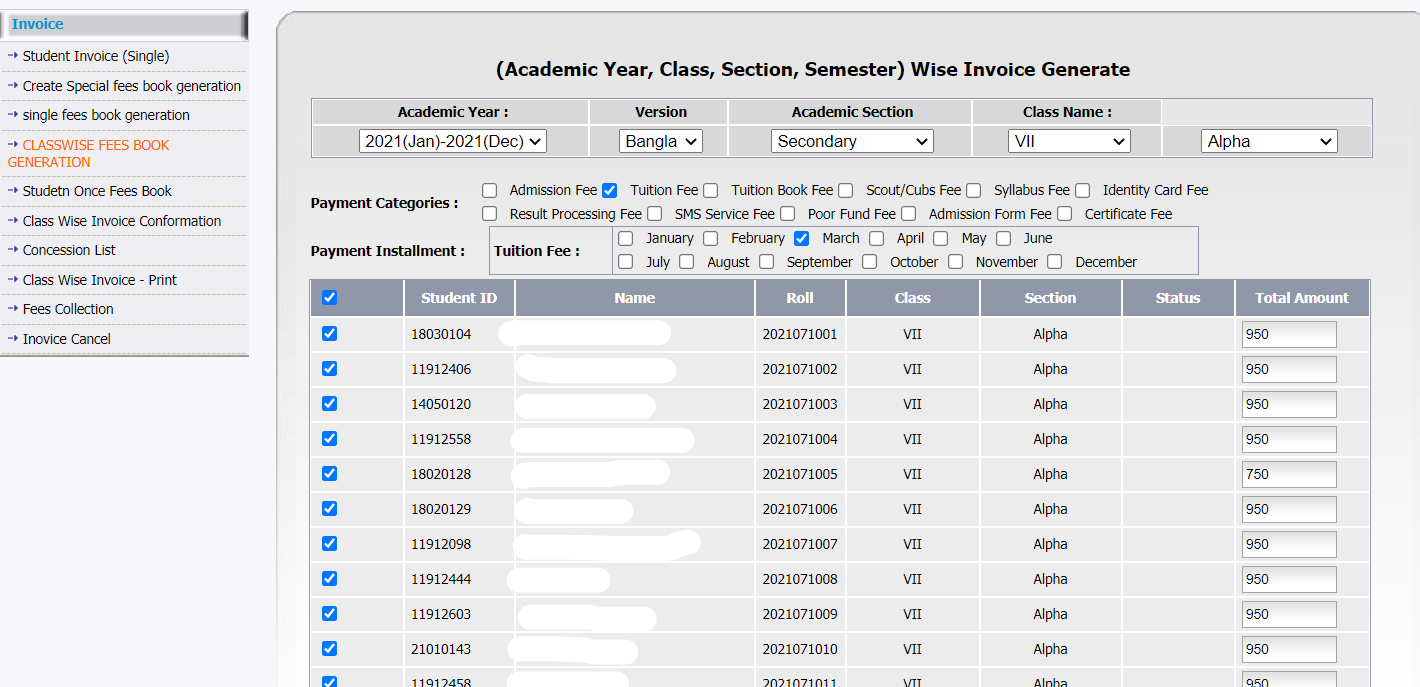 Invoice
Student Invoice (Single)
Create Special fees book generation
single fees book generation
CLASSWISE FEES BOOK
GENERATION
Studetn Once Fees Book
Class Wise Invoice Conformation
Concession List
Class Wise Invoice - Print
Fees Collection
Inovice Cancel
(Academic Year, Class, Section, Semester) Wise Invoice Generate
Academic Year : Version Academic Section Class Name :
2021(Jan)-2021(Dec) Bangla Secondary VII Alpha
Payment Categories :
Admission Fee Tuition Fee Tuition Book Fee Scout/Cubs Fee Syllabus Fee Identity Card Fee
Result Processing Fee SMS Service Fee Poor Fund Fee Admission Form Fee Certificate Fee
Payment Installment : Tuition Fee :
January February March April May June
July August September October November December
Student ID Name Roll Class Section Status Total Amount
18030104 2021071001 VII Alpha 950
11912406 2021071002 VII Alpha 950
14050120 2021071003 VII Alpha 950
11912558 2021071004 VII Alpha 950
18020128 2021071005 VII Alpha 750
18020129 2021071006 VII Alpha 950
11912098 2021071007 VII Alpha 950
11912444 2021071008 VII Alpha 950
11912603 2021071009 VII Alpha 950
21010143 2021071010 VII Alpha 950
11912458 2021071011 VII Alpha 950